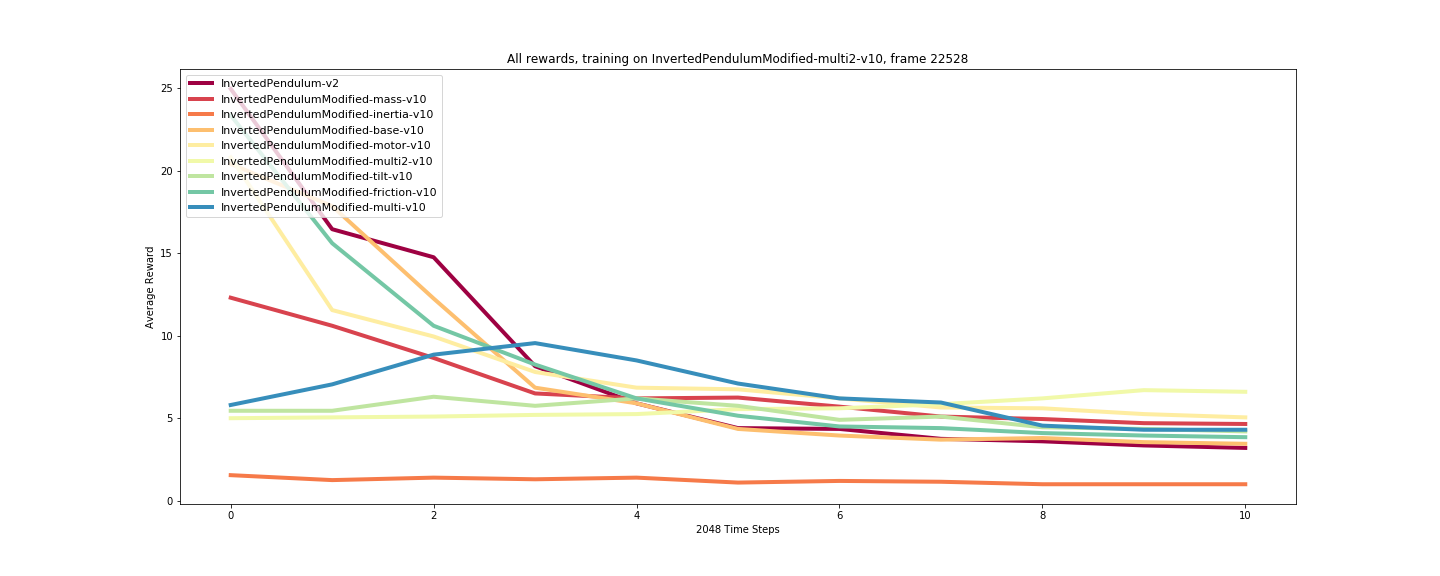 All rewards, training on InvertedPendulumModified-multi2-v10, frame 22528
InvertedPendulum-v2
InvertedPendulumModified-mass-v10
InvertedPendulumModified-inertia-v10
InvertedPendulumModified-base-v10
InvertedPendulumModified-motor-v10
InvertedPendulumModified-multi2-v10
InvertedPendulumModified-tilt-v10
InvertedPendulumModified-friction-v10
InvertedPendulumModified-multi-v10
Average Reward
25
20
15
10
5
0
0 2 4 6 8 10
2048 Time Steps